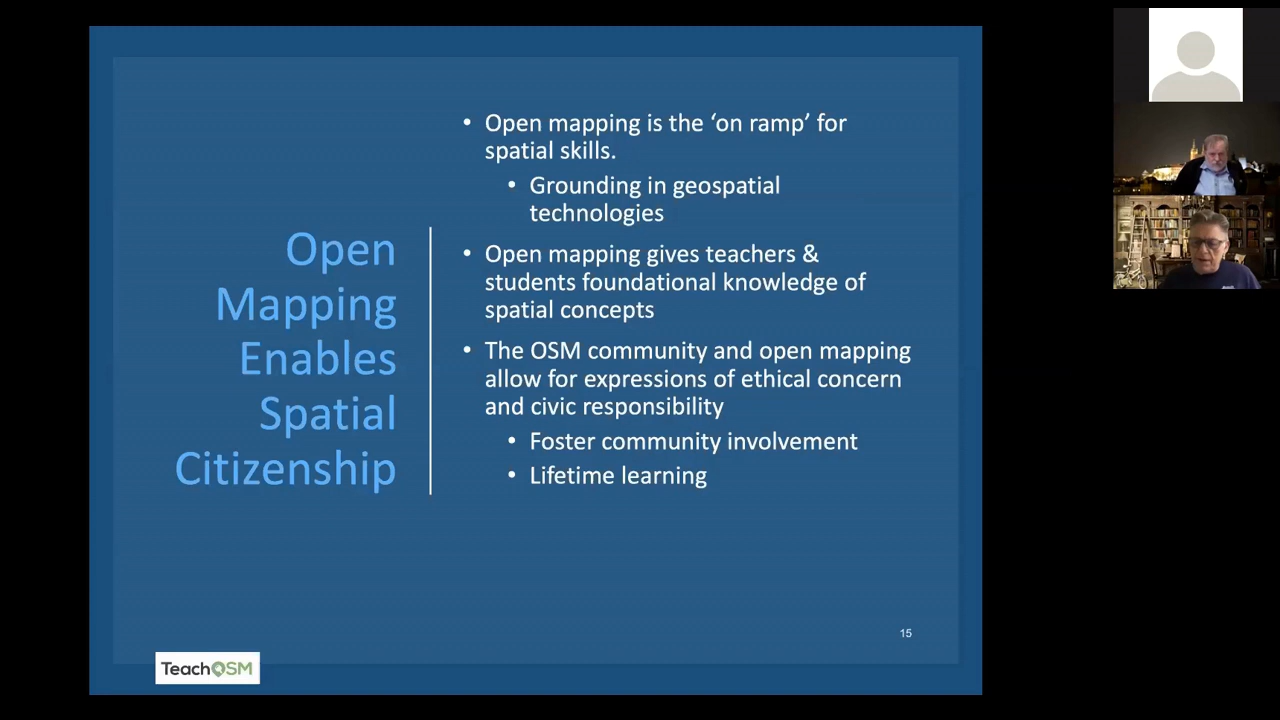 Open
Mapping
Enables
Spatial
Citizenship
• Open mapping is the ‘on ramp’ for
spatial skills.
• Grounding in geospatial
technologies
• Open mapping gives teachers &
students foundational knowledge of
spatial concepts
• The OSM community and open mapping
allow for expressions of ethical concern
and civic responsibility
• Foster community involvement
• Lifetime learning
15
TeachOSM